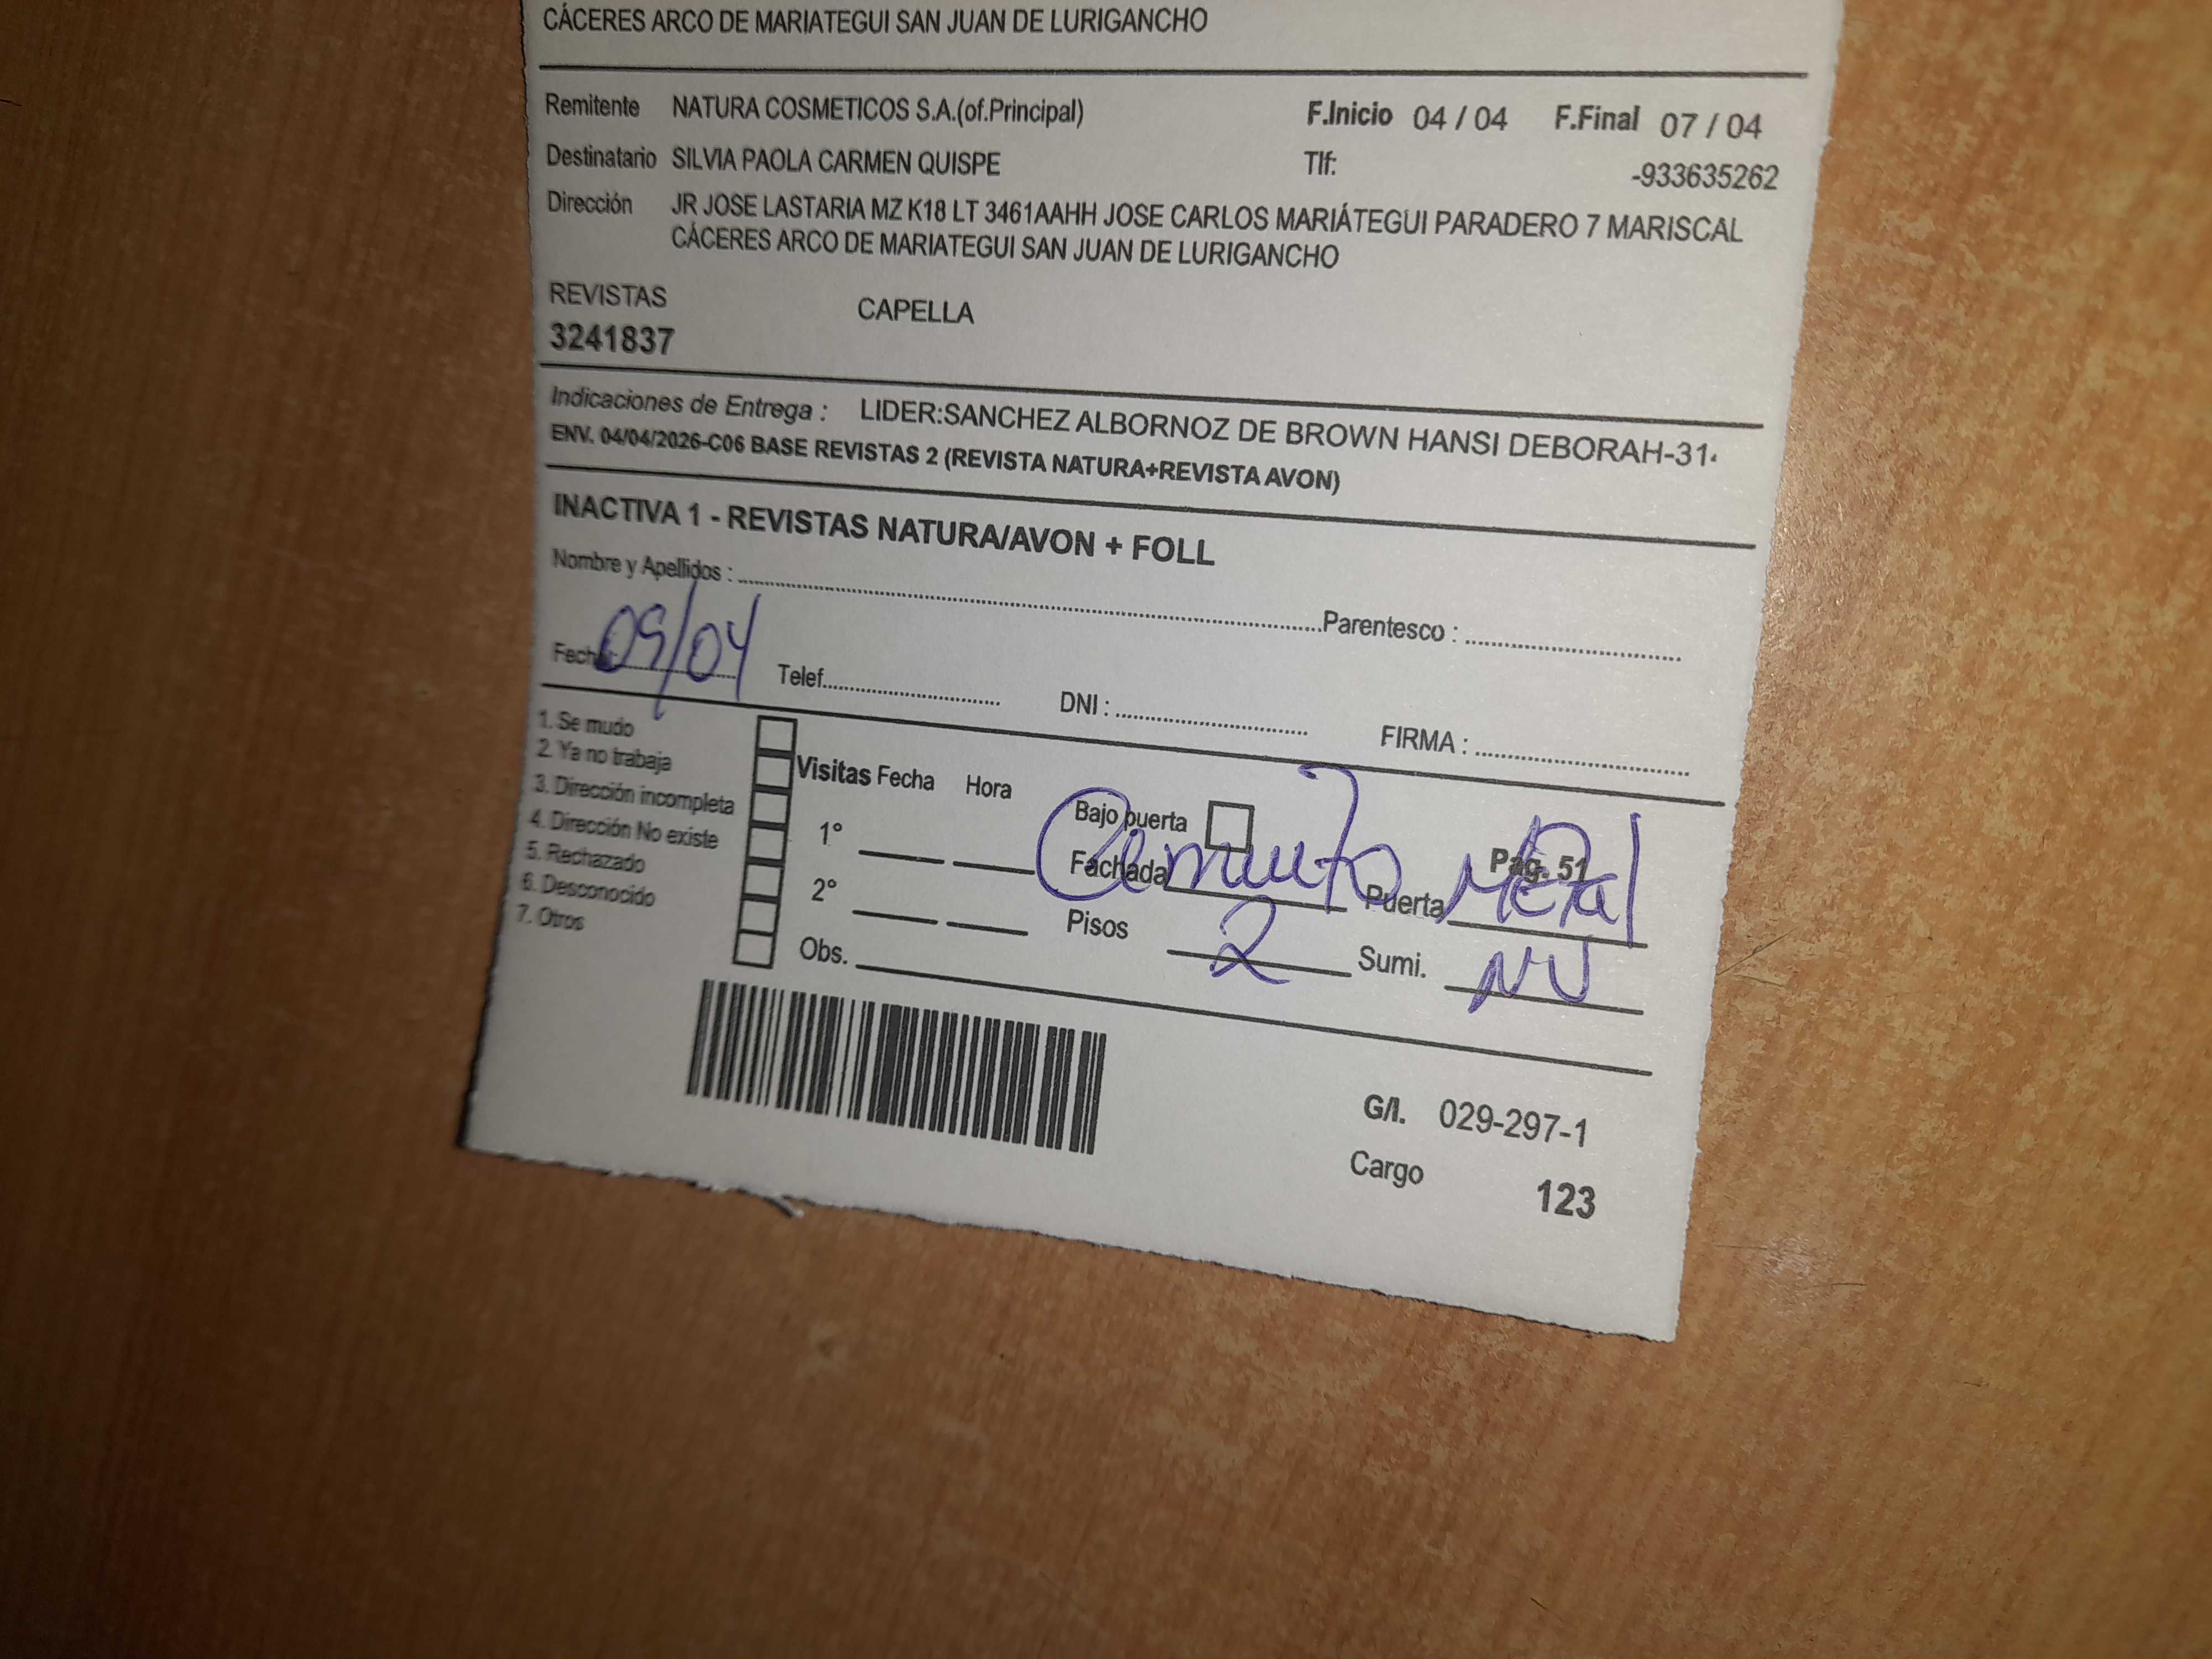 CÁCERES ARCO DE MARIATEGUI SAN JUAN DE LURIGANCHO
Remitente NATURA COSMETICOS S.A.(of.Principal) F.Inicio 04 / 04 F.Final 07 / 04
Destinatario SILVIA PAOLA CARMEN QUISPE Tlf: -933635262
Dirección JR JOSE LASTARIA MZ K18 LT 3461AAHH JOSE CARLOS MARIÁTEGUI PARADERO 7 MARISCAL
CÁCERES ARCO DE MARIATEGUI SAN JUAN DE LURIGANCHO
REVISTAS CAPELLA
3241837
Indicaciones de Entrega : LIDER:SANCHEZ ALBORNOZ DE BROWN HANSI DEBORAH-31
ENV. 04/04/2026-C06 BASE REVISTAS 2 (REVISTA NATURA+REVISTA AVON)
INACTIVA 1 - REVISTAS NATURA/AVON + FOLL
Nombre y Apellidos : Parentesco :
Fecha: 09/04 Telef. DNI : FIRMA :
1. Se mudo
2. Ya no trabaja
3. Dirección incompleta
4. Dirección No existe
5. Rechazado
6. Desconocido
7. Otros
Visitas Fecha Hora
1°
2°
Obs.
Bajo puerta Pag. 51
Fachada Cemento Puerta Metal
Pisos 2 Sumi. NV
G/I. 029-297-1
Cargo 123